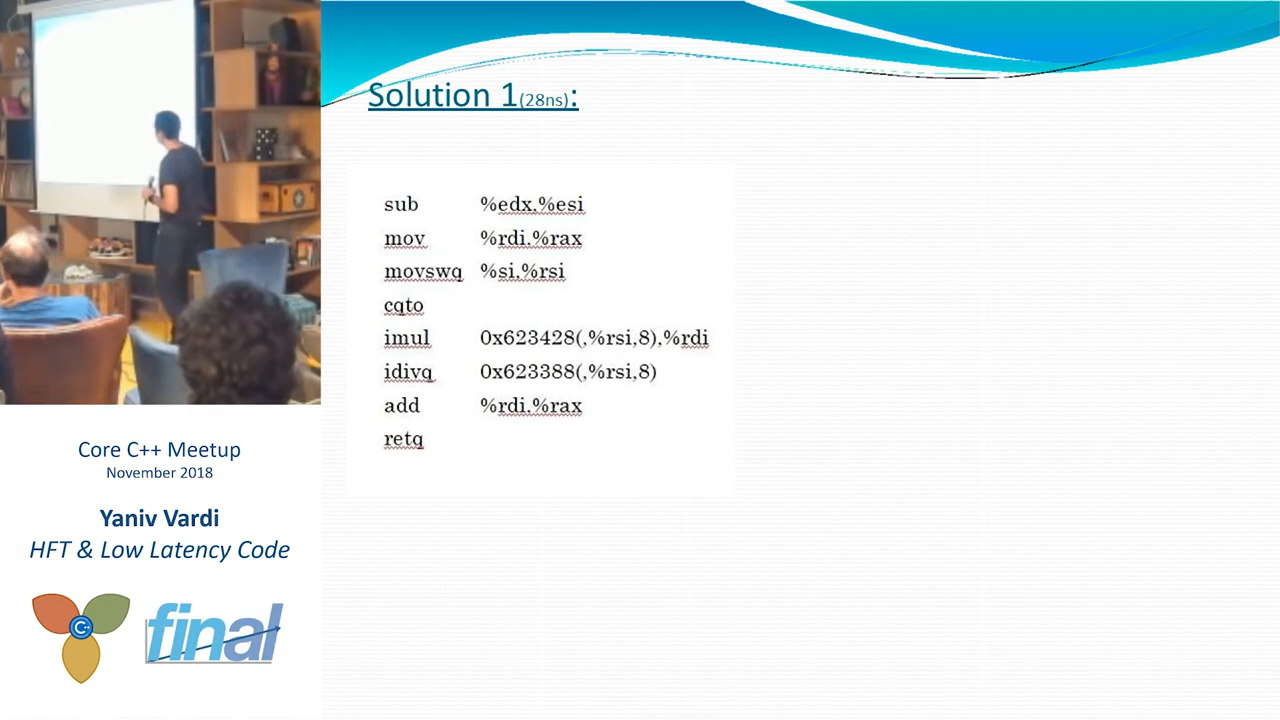 Solution 1(28ns):
sub %edx,%esi
mov %rdi,%rax
movswq %si,%rsi
cqto
imul 0x623428(,%rsi,8),%rdi
idivq 0x623388(,%rsi,8)
add %rdi,%rax
retq
Core C++ Meetup
November 2018
Yaniv Vardi
HFT & Low Latency Code
C++
final